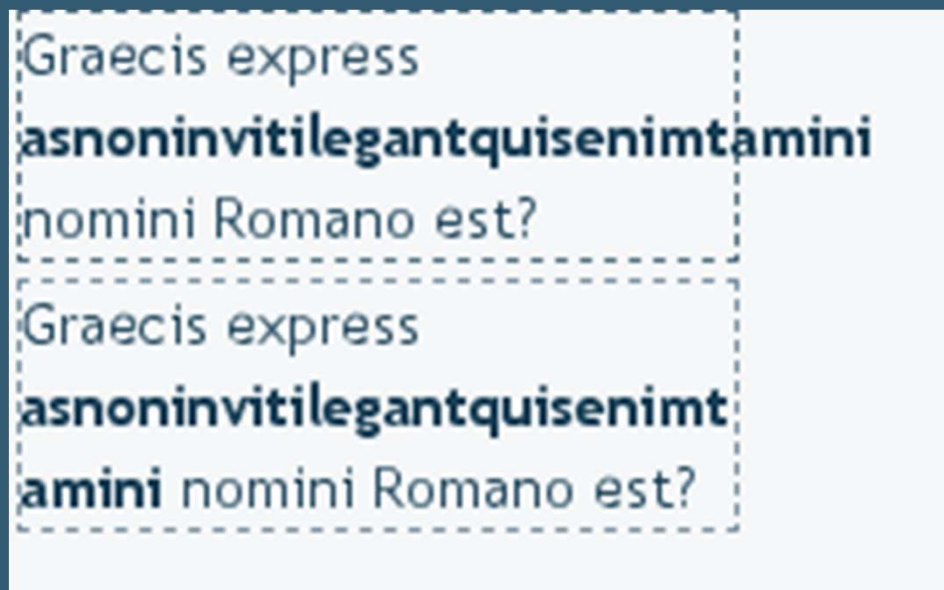 Graecis express
asnoninvitilegantquisenimtamini
nomini Romano est?
Graecis express
asnoninvitilegantquisenimt
amini nomini Romano est?